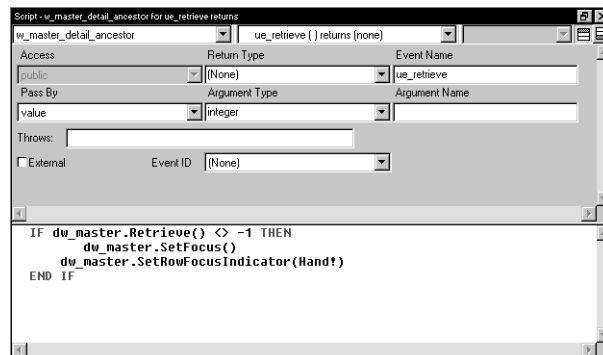 Script - w_master_detail_ancestor for ue_retrieve returns
w_master_detail_ancestor ue_retrieve ( ) returns (none)
Access Return Type Event Name
public (None) ue_retrieve
Pass By Argument Type Argument Name
value integer
Throws:
External Event ID (None)
IF dw_master.Retrieve() <> -1 THEN
dw_master.SetFocus()
dw_master.SetRowFocusIndicator(Hand!)
END IF